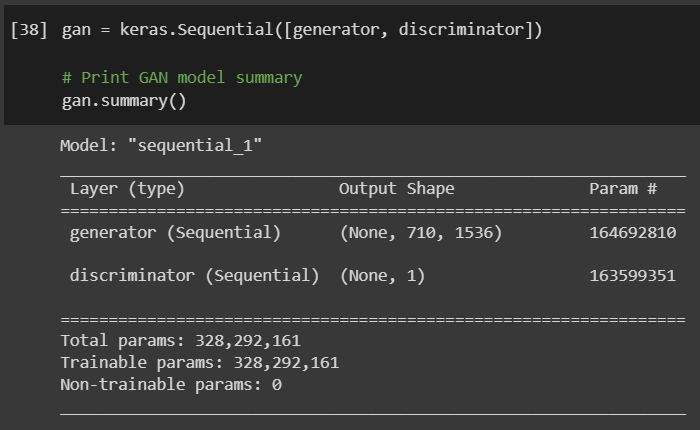 [38] gan = keras.Sequential([generator, discriminator])
# Print GAN model summary
gan.summary()
Model: "sequential_1"
_________________________________________________________________
Layer (type) Output Shape Param #
=================================================================
generator (Sequential) (None, 710, 1536) 164692810
discriminator (Sequential) (None, 1) 163599351
=================================================================
Total params: 328,292,161
Trainable params: 328,292,161
Non-trainable params: 0
_________________________________________________________________